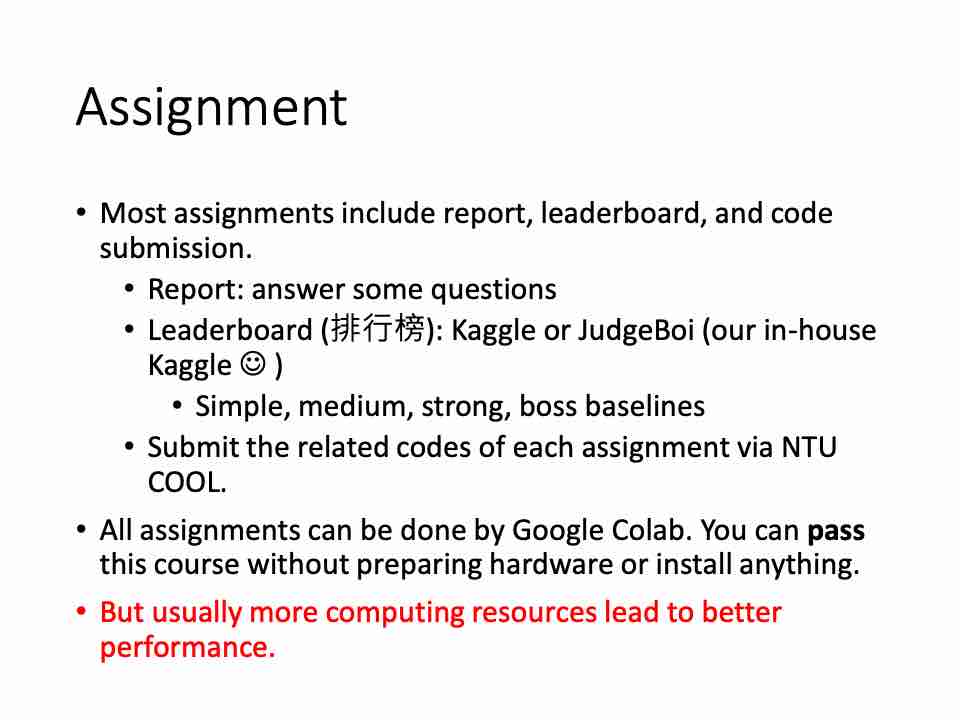 Assignment
• Most assignments include report, leaderboard, and code
submission.
• Report: answer some questions
• Leaderboard (排行榜): Kaggle or JudgeBoi (our in-house
Kaggle ☺ )
• Simple, medium, strong, boss baselines
• Submit the related codes of each assignment via NTU
COOL.
• All assignments can be done by Google Colab. You can pass
this course without preparing hardware or install anything.
• But usually more computing resources lead to better
performance.